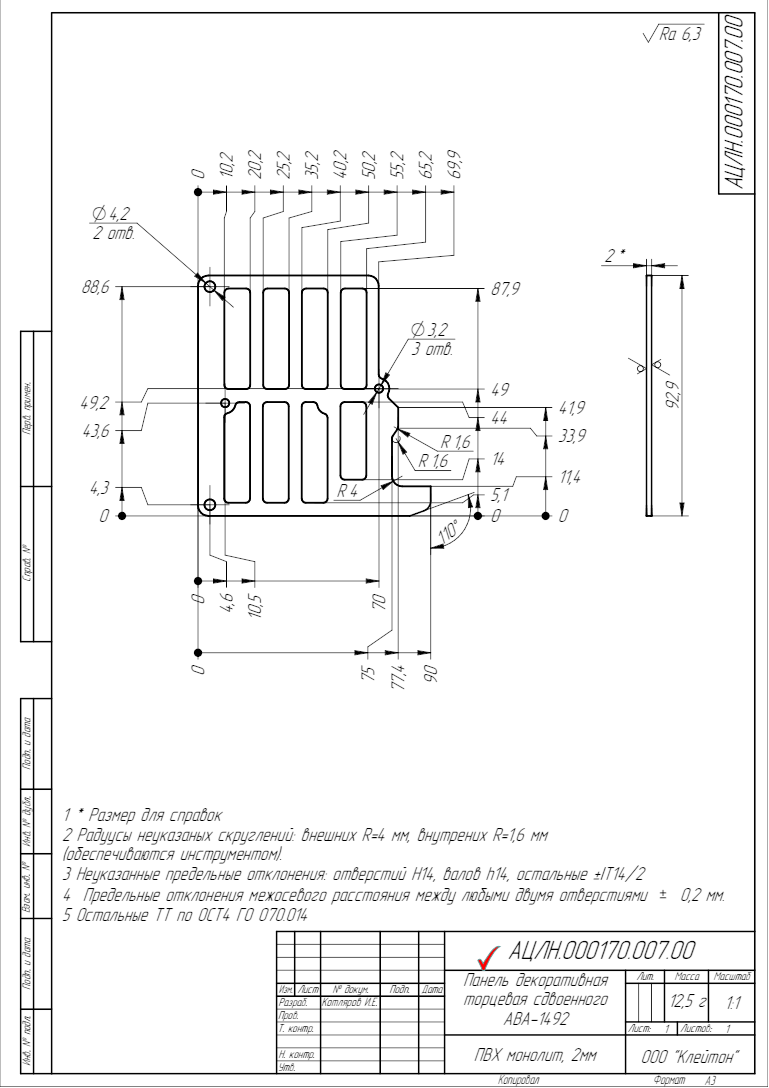 Ra 6,3
АЦЛН.000170.007.00
0
10,2
20,2
25,2
35,2
40,2
50,2
55,2
65,2
69,9
Ø 4,2
2 отв.
2 *
88,6
87,9
Ø 3,2
3 отв.
92,9
49,2
49
41,9
43,6
44
33,9
R 1,6
R 1,6
14
11,4
R 4
4,3
5,1
0
0
0
110°
0
4,6
10,5
70
0
75
77,4
90
Перв. примен.
Справ. №
Подп. и дата
Инв. № дубл.
Взам. инв. №
Подп. и дата
Инв. № подл.
1 * Размер для справок
2 Радуусы неуказаных скруглений: внешних R=4 мм, внутрених R=1,6 мм
(обеспечиваются инструментом).
3 Неуказанные предельные отклонения: отверстий H14, валов h14, остальные ±IT14/2
4 Предельные отклонения межосевого расстояния между любыми двумя отверстиями ± 0,2 мм.
5 Остальные ТТ по ОСТ4 ГО 070.014
АЦЛН.000170.007.00
Изм. Лист № докум. Подп. Дата
Разраб. Котляров И.Е.
Пров.
Т. контр.
Н. контр.
Утв.
Панель декоративная
торцевая сдвоенного
АВА-1492
Лит. Масса Масштаб
12,5 г 1:1
Лист: 1 Листов: 1
ПВХ монолит, 2мм
ООО "Клейтон"
Копировал Формат А3